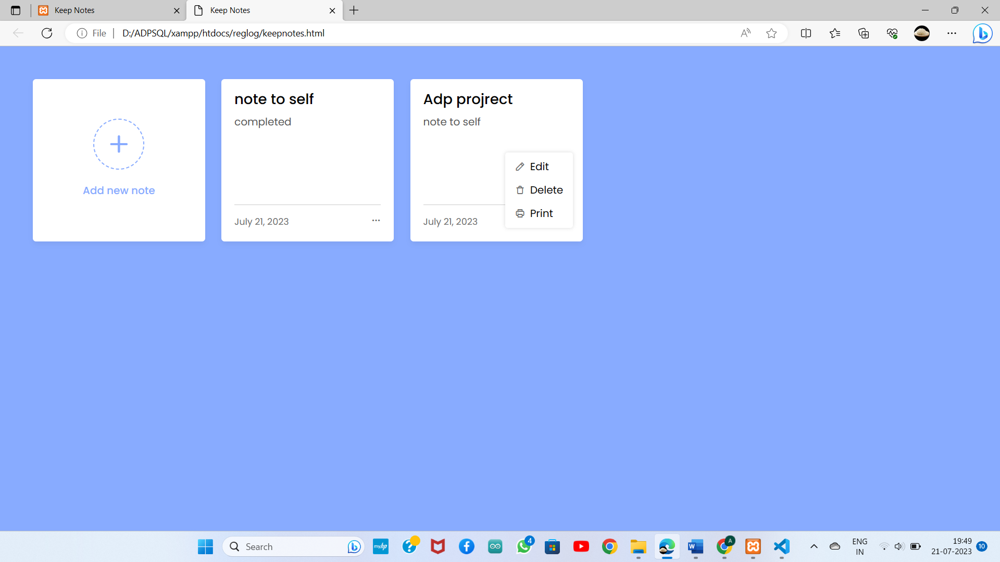 Keep Notes
Keep Notes
File
D:/ADPSQL/xampp/htdocs/reglog/keepnotes.html
Add new note
note to self
completed
July 21, 2023
Adp projrect
note to self
July 21, 2023
Edit
Delete
Print
Search
myhp
4
W
A
ENG
IN
19:49
21-07-2023
10